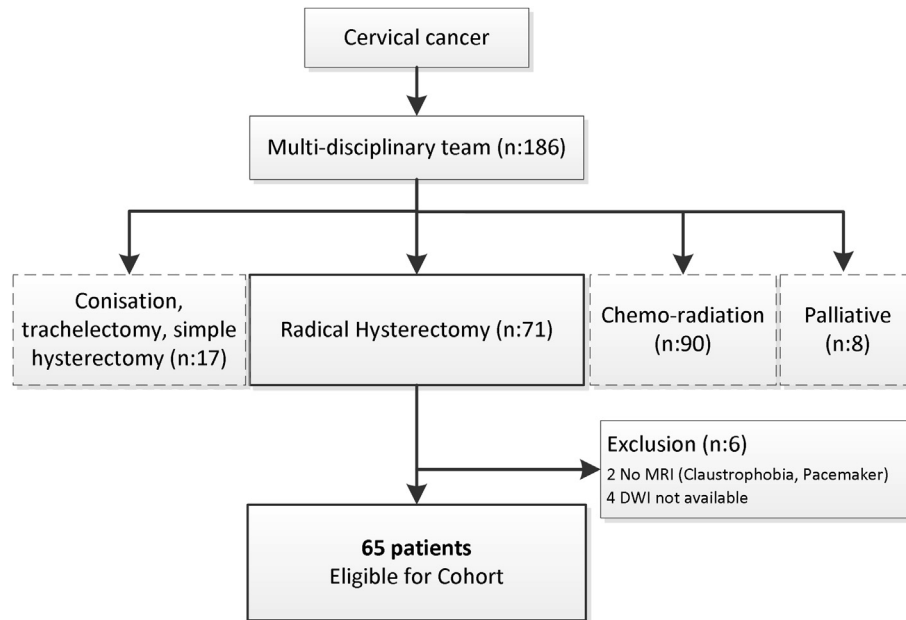 Cervical cancer
Multi-disciplinary team (n:186)
Conisation,
trachelectomy, simple
hysterectomy (n:17)
Radical Hysterectomy (n:71)
Chemo-radiation
(n:90)
Palliative
(n:8)
Exclusion (n:6)
2 No MRI (Claustrophobia, Pacemaker)
4 DWI not available
65 patients
Eligible for Cohort